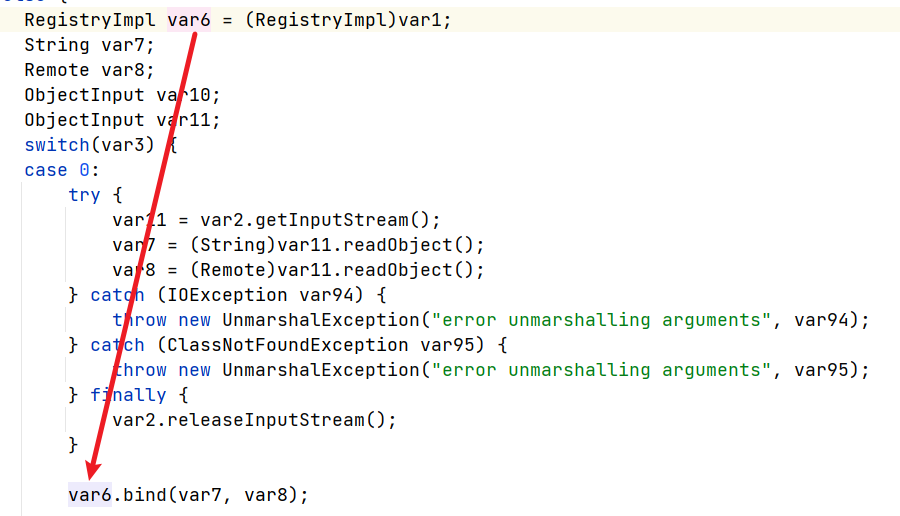 RegistryImpl var6 = (RegistryImpl)var1;
String var7;
Remote var8;
ObjectInput var10;
ObjectInput var11;
switch(var3) {
case 0:
try {
var11 = var2.getInputStream();
var7 = (String)var11.readObject();
var8 = (Remote)var11.readObject();
} catch (IOException var94) {
throw new UnmarshalException("error unmarshalling arguments", var94);
} catch (ClassNotFoundException var95) {
throw new UnmarshalException("error unmarshalling arguments", var95);
} finally {
var2.releaseInputStream();
}
var6.bind(var7, var8);